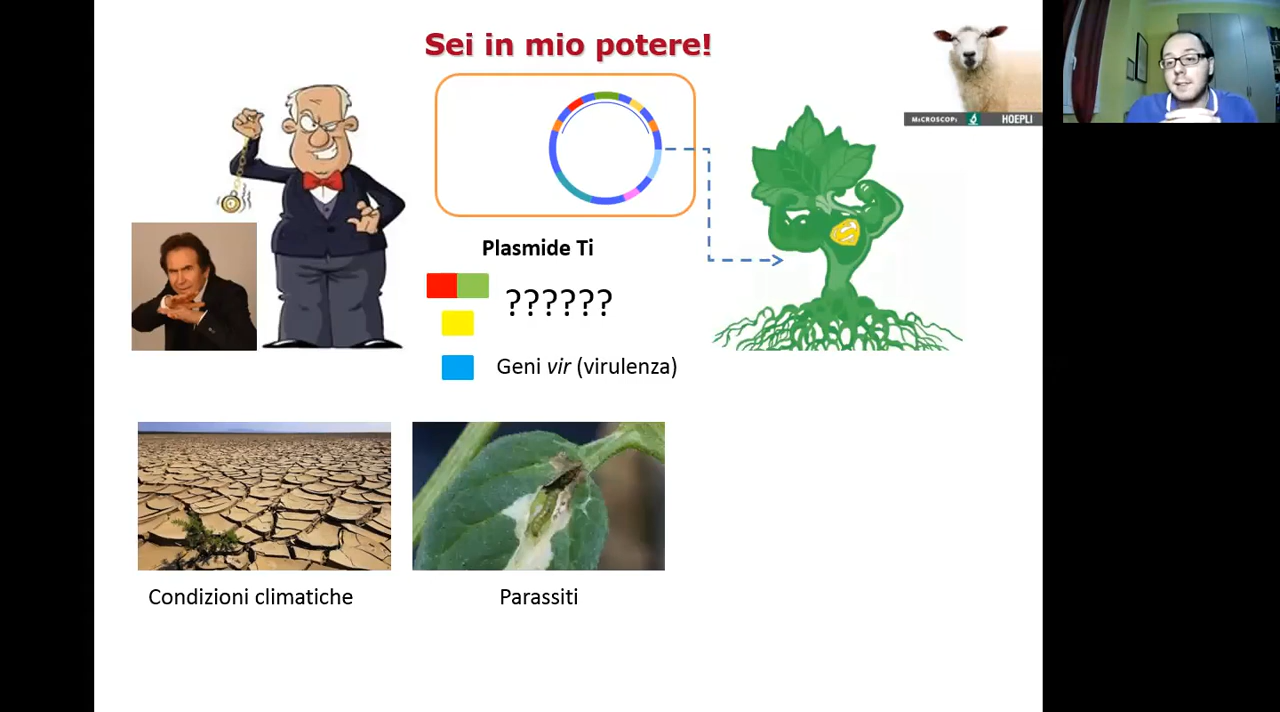 Sei in mio potere!
MICROSCOPI HOEPLI
Plasmide Ti
??????
Geni vir (virulenza)
Condizioni climatiche
Parassiti